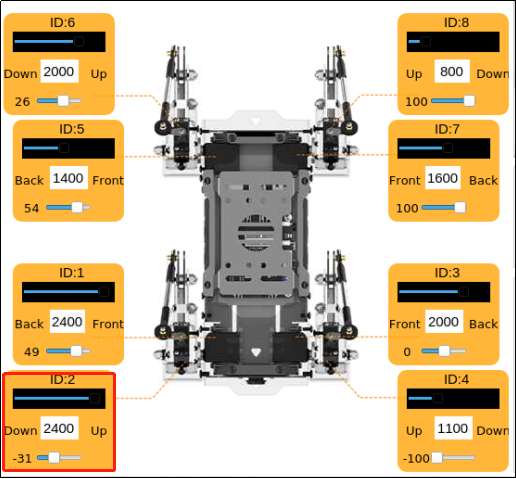 ID:6
Down 2000 Up
26
ID:8
Up 800 Down
100
ID:5
Back 1400 Front
54
ID:7
Front 1600 Back
100
ID:1
Back 2400 Front
49
ID:3
Front 2000 Back
0
ID:2
Down 2400 Up
-31
ID:4
Up 1100 Down
-100